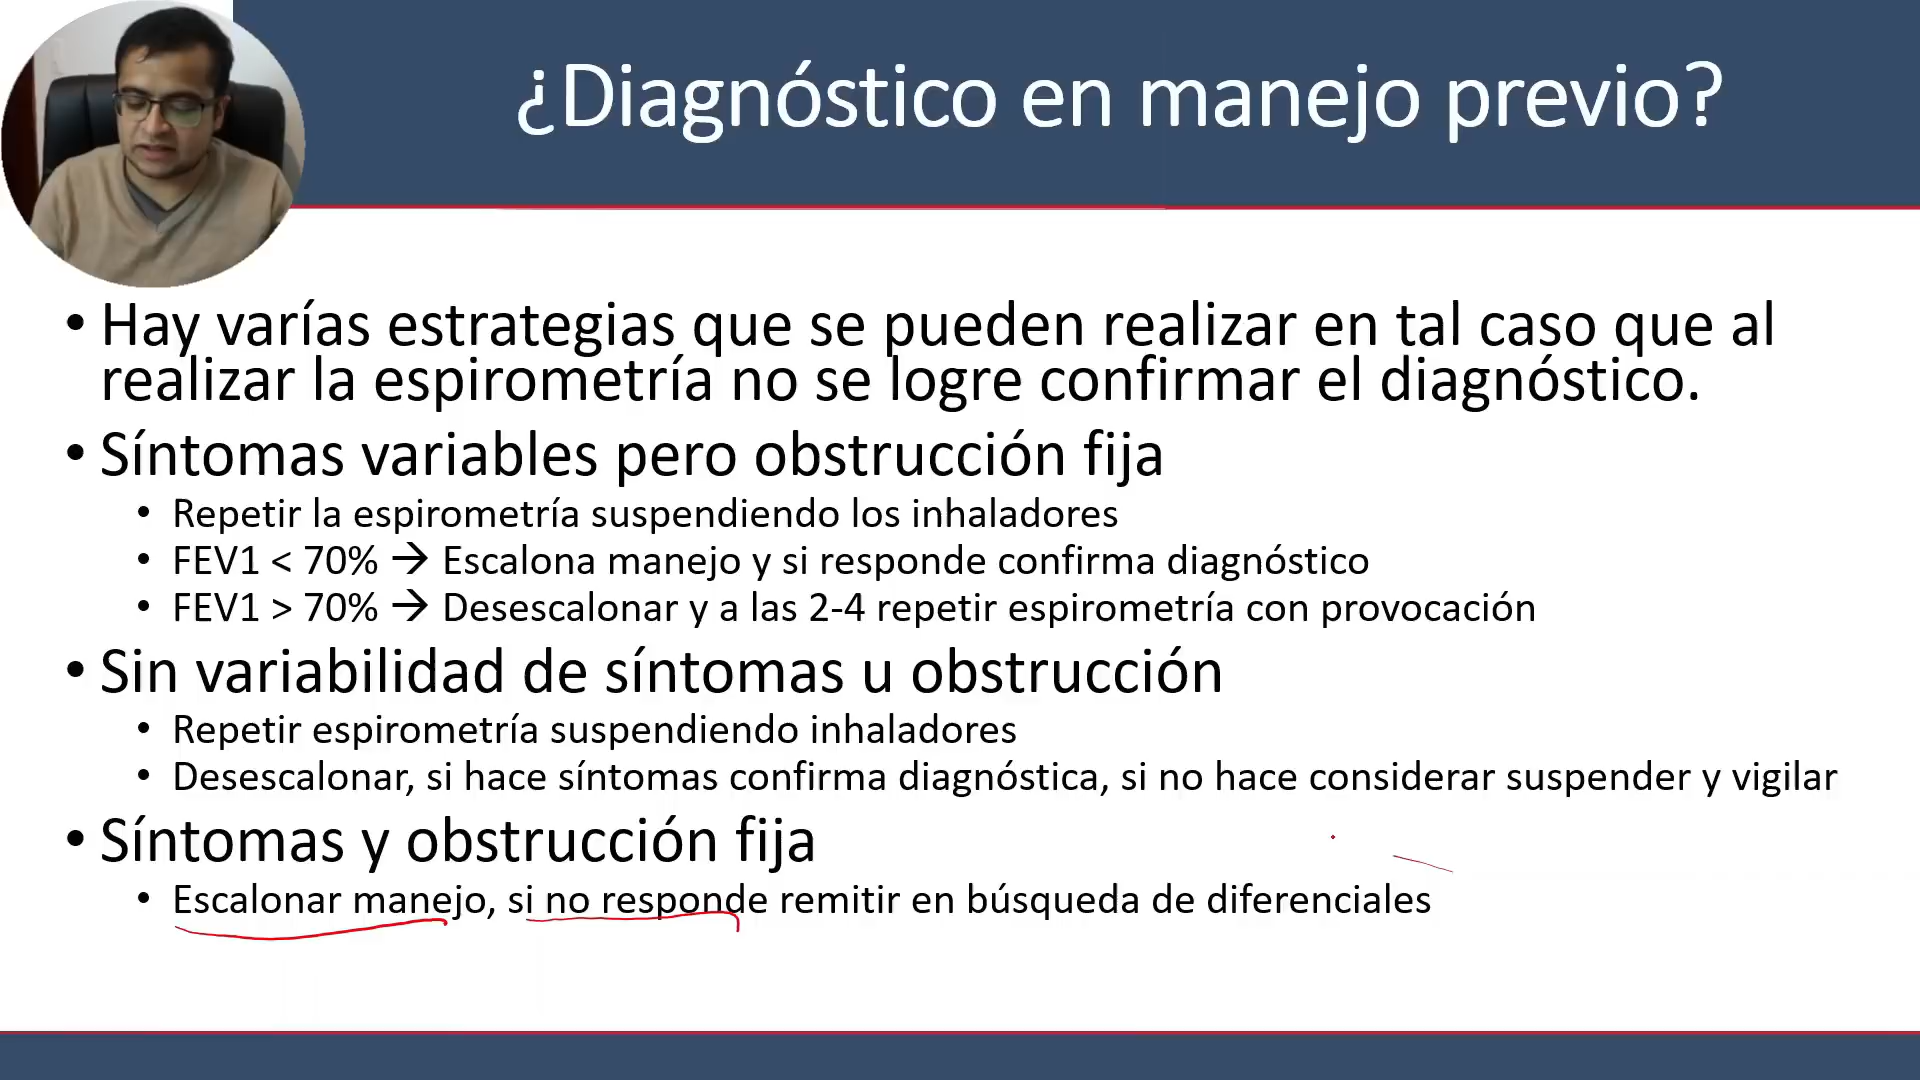 ¿Diagnóstico en manejo previo?
• Hay varías estrategias que se pueden realizar en tal caso que al
realizar la espirometría no se logre confirmar el diagnóstico.
• Síntomas variables pero obstrucción fija
• Repetir la espirometría suspendiendo los inhaladores
• FEV1 < 70% → Escalona manejo y si responde confirma diagnóstico
• FEV1 > 70% → Desescalonar y a las 2-4 repetir espirometría con provocación
• Sin variabilidad de síntomas u obstrucción
• Repetir espirometría suspendiendo inhaladores
• Desescalonar, si hace síntomas confirma diagnóstica, si no hace considerar suspender y vigilar
• Síntomas y obstrucción fija
• Escalonar manejo, si no responde remitir en búsqueda de diferenciales